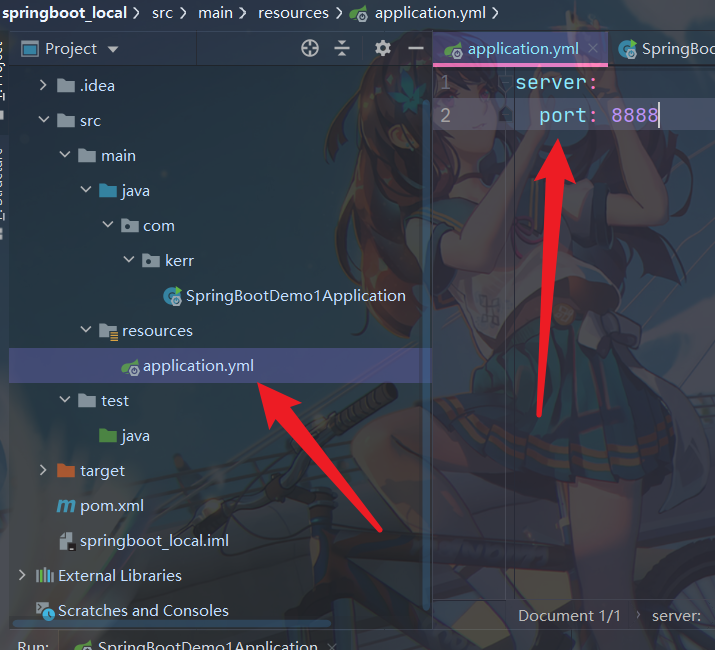 springboot_local > src > main > resources > application.yml >
Project
application.yml
SpringBoo
.idea
src
main
java
com
kerr
SpringBootDemo1Application
resources
application.yml
test
java
target
pom.xml
springboot_local.iml
External Libraries
Scratches and Consoles
1 server:
2 port: 8888
Document 1/1 > server:
Run: SpringBootDemo1Application